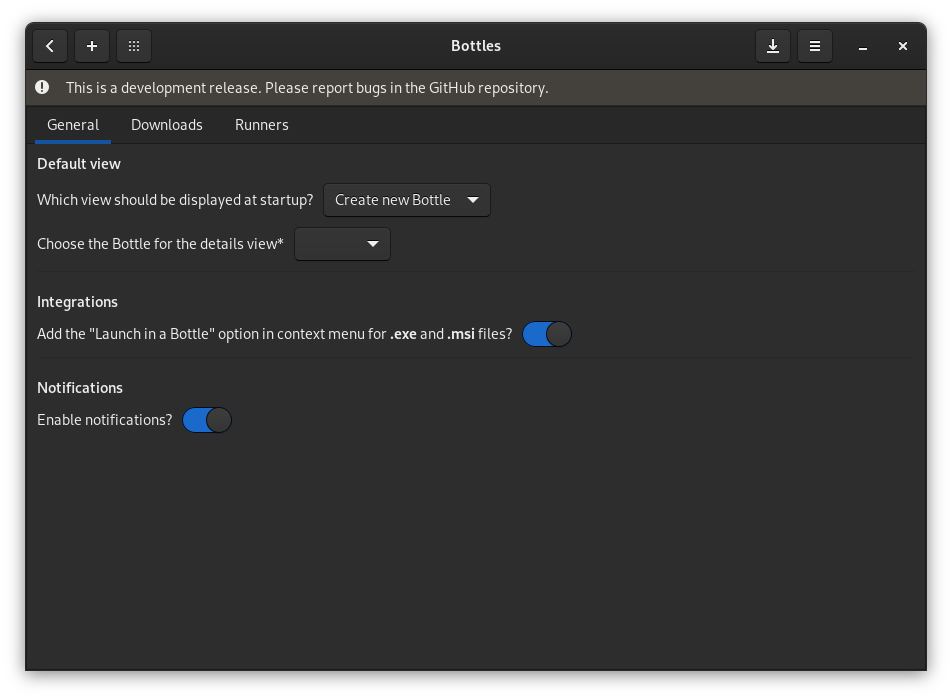 Bottles
This is a development release. Please report bugs in the GitHub repository.
General Downloads Runners
Default view
Which view should be displayed at startup? Create new Bottle
Choose the Bottle for the details view*
Integrations
Add the "Launch in a Bottle" option in context menu for .exe and .msi files?
Notifications
Enable notifications?